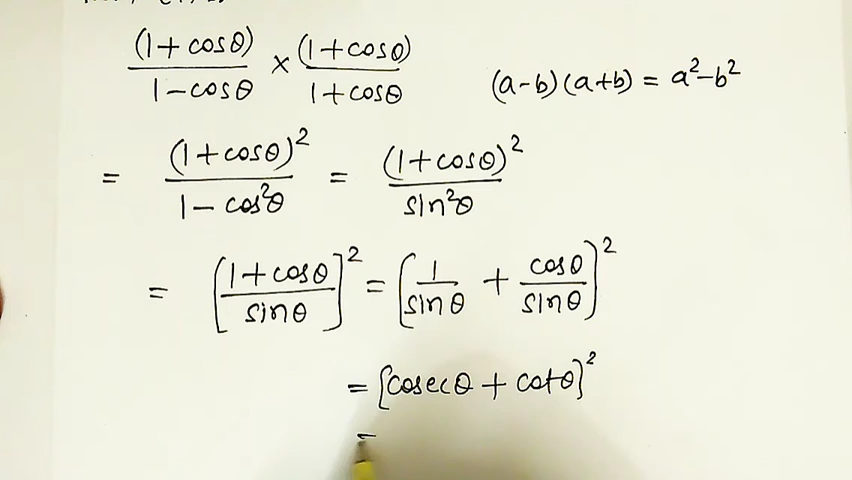 (1+cosθ)/(1-cosθ) × (1+cosθ)/(1+cosθ) (a-b)(a+b) = a²-b²
= (1+cosθ)²/(1-cos²θ) = (1+cosθ)²/sin²θ
= [(1+cosθ)/sinθ]² = (1/sinθ + cosθ/sinθ)²
= [cosecθ + cotθ]²
=